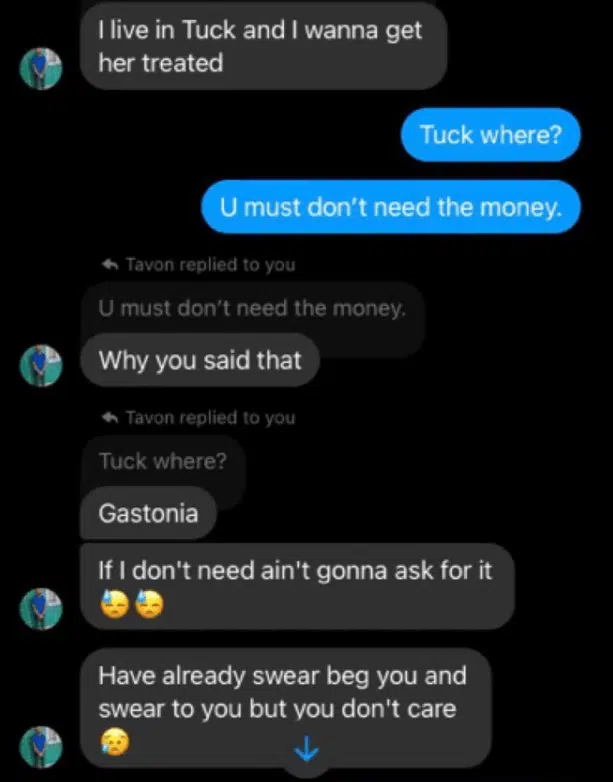 I live in Tuck and I wanna get
her treated
Tuck where?
U must don't need the money.
Tavon replied to you
U must don't need the money.
Why you said that
Tavon replied to you
Tuck where?
Gastonia
If I don't need ain't gonna ask for it
😓😓
Have already swear beg you and
swear to you but you don't care
😥